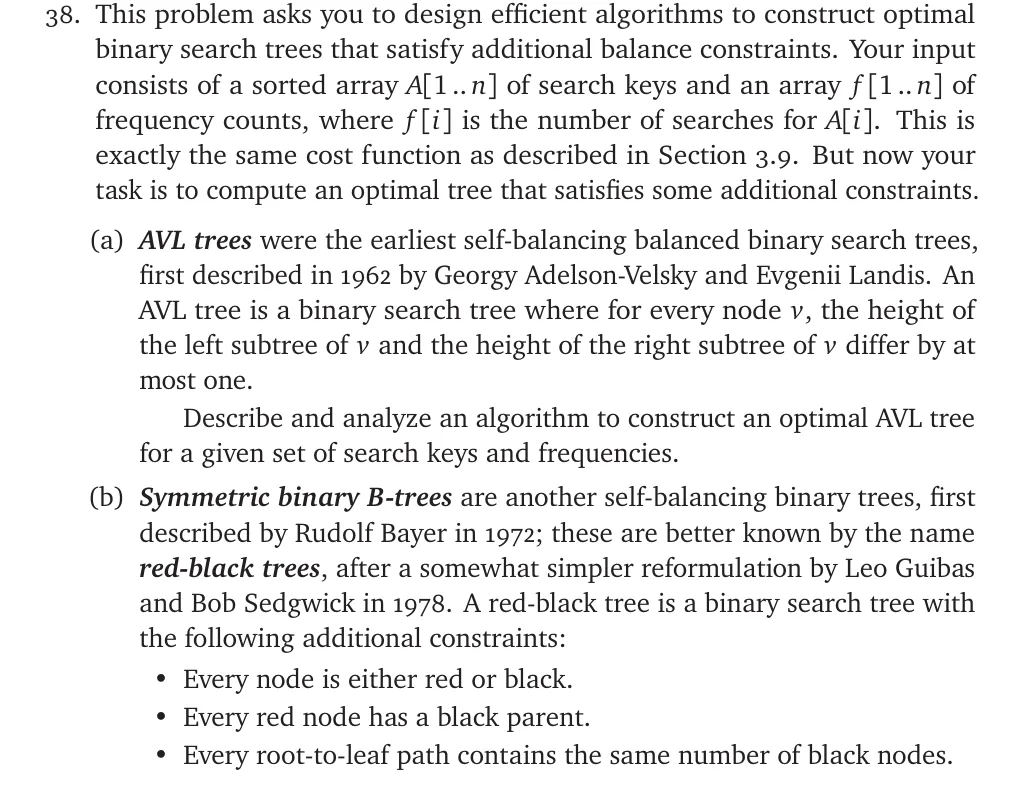 38. This problem asks you to design efficient algorithms to construct optimal
binary search trees that satisfy additional balance constraints. Your input
consists of a sorted array A[1 .. n] of search keys and an array f[1 .. n] of
frequency counts, where f[i] is the number of searches for A[i]. This is
exactly the same cost function as described in Section 3.9. But now your
task is to compute an optimal tree that satisfies some additional constraints.
(a) AVL trees were the earliest self-balancing balanced binary search trees,
first described in 1962 by Georgy Adelson-Velsky and Evgenii Landis. An
AVL tree is a binary search tree where for every node v, the height of
the left subtree of v and the height of the right subtree of v differ by at
most one.
Describe and analyze an algorithm to construct an optimal AVL tree
for a given set of search keys and frequencies.
(b) Symmetric binary B-trees are another self-balancing binary trees, first
described by Rudolf Bayer in 1972; these are better known by the name
red-black trees, after a somewhat simpler reformulation by Leo Guibas
and Bob Sedgwick in 1978. A red-black tree is a binary search tree with
the following additional constraints:
• Every node is either red or black.
• Every red node has a black parent.
• Every root-to-leaf path contains the same number of black nodes.